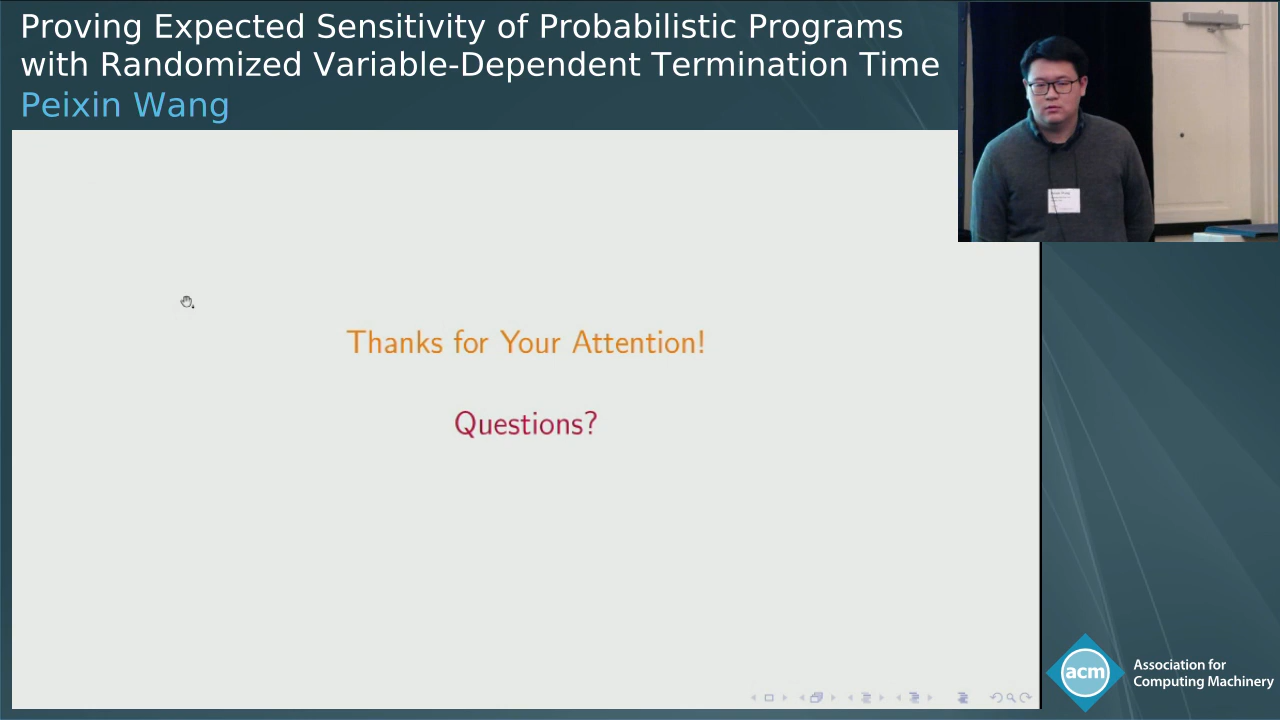 Proving Expected Sensitivity of Probabilistic Programs
with Randomized Variable-Dependent Termination Time
Peixin Wang
Thanks for Your Attention!
Questions?
acm
Association for
Computing Machinery